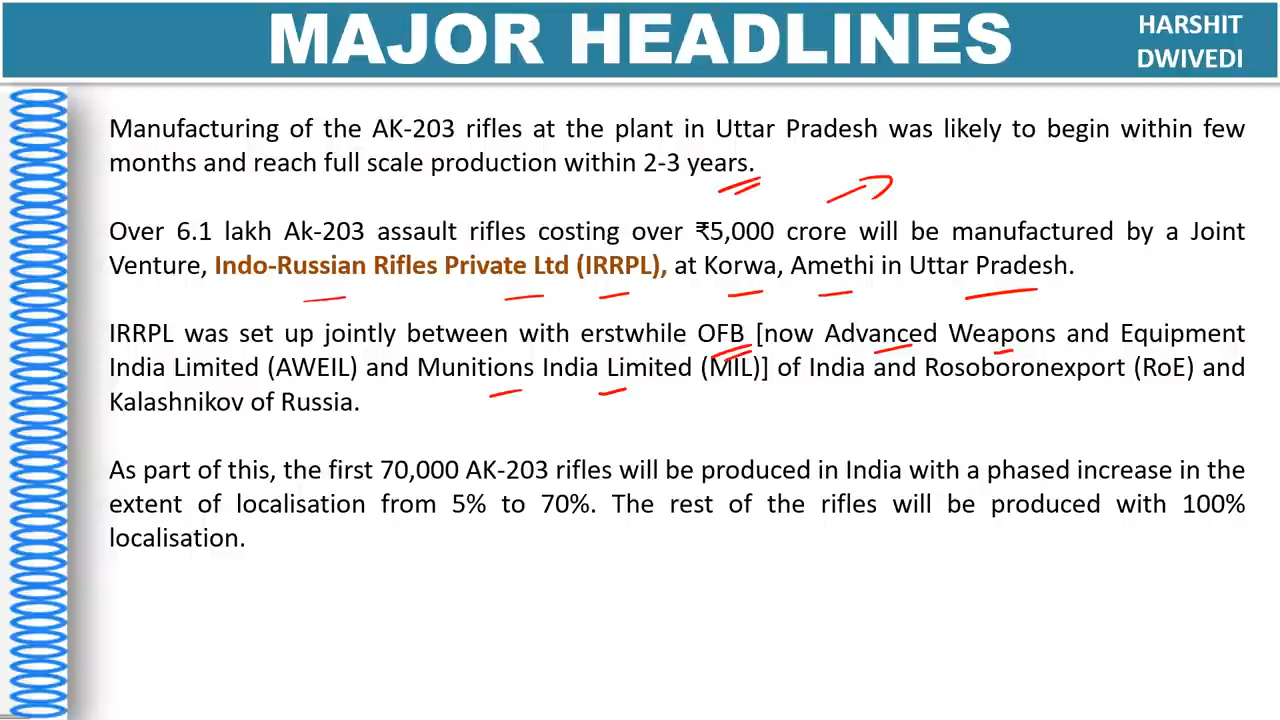 MAJOR HEADLINES
HARSHIT
DWIVEDI
Manufacturing of the AK-203 rifles at the plant in Uttar Pradesh was likely to begin within few
months and reach full scale production within 2-3 years.
Over 6.1 lakh Ak-203 assault rifles costing over ₹5,000 crore will be manufactured by a Joint
Venture, Indo-Russian Rifles Private Ltd (IRRPL), at Korwa, Amethi in Uttar Pradesh.
IRRPL was set up jointly between with erstwhile OFB [now Advanced Weapons and Equipment
India Limited (AWEIL) and Munitions India Limited (MIL)] of India and Rosoboronexport (RoE) and
Kalashnikov of Russia.
As part of this, the first 70,000 AK-203 rifles will be produced in India with a phased increase in the
extent of localisation from 5% to 70%. The rest of the rifles will be produced with 100%
localisation.